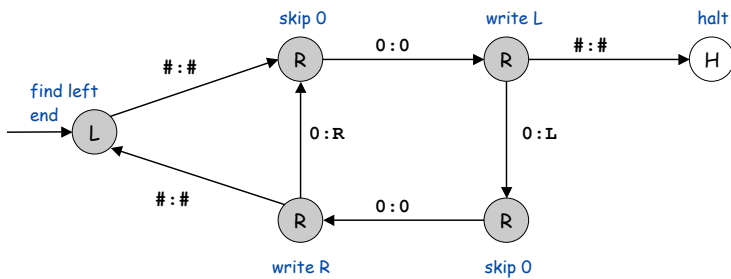 skip 0
write L
halt
0:0
#:#
R
R
H
#:#
find left
end
L
0:R
0:L
#:#
0:0
R
R
write R
skip 0